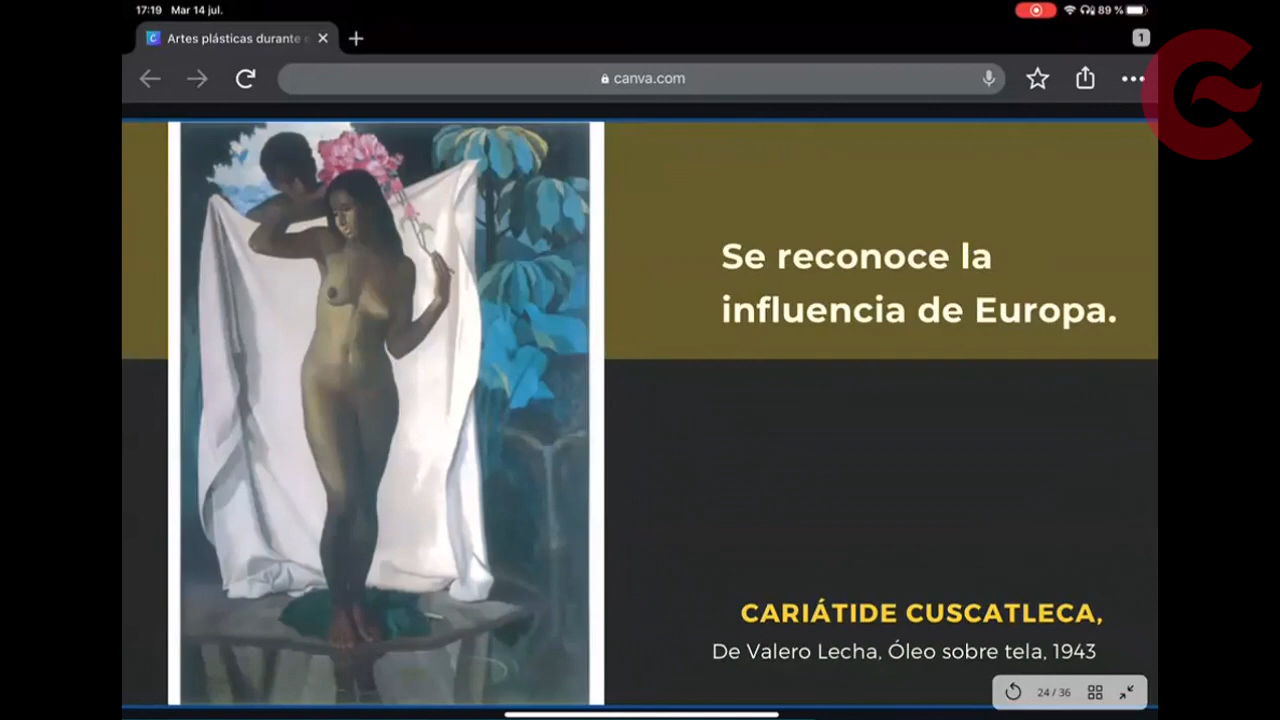 17:19 Mar 14 jul.
89 %
Artes plásticas durante
1
canva.com
Se reconoce la
influencia de Europa.
CARIÁTIDE CUSCATLECA,
De Valero Lecha, Óleo sobre tela, 1943
24 / 36